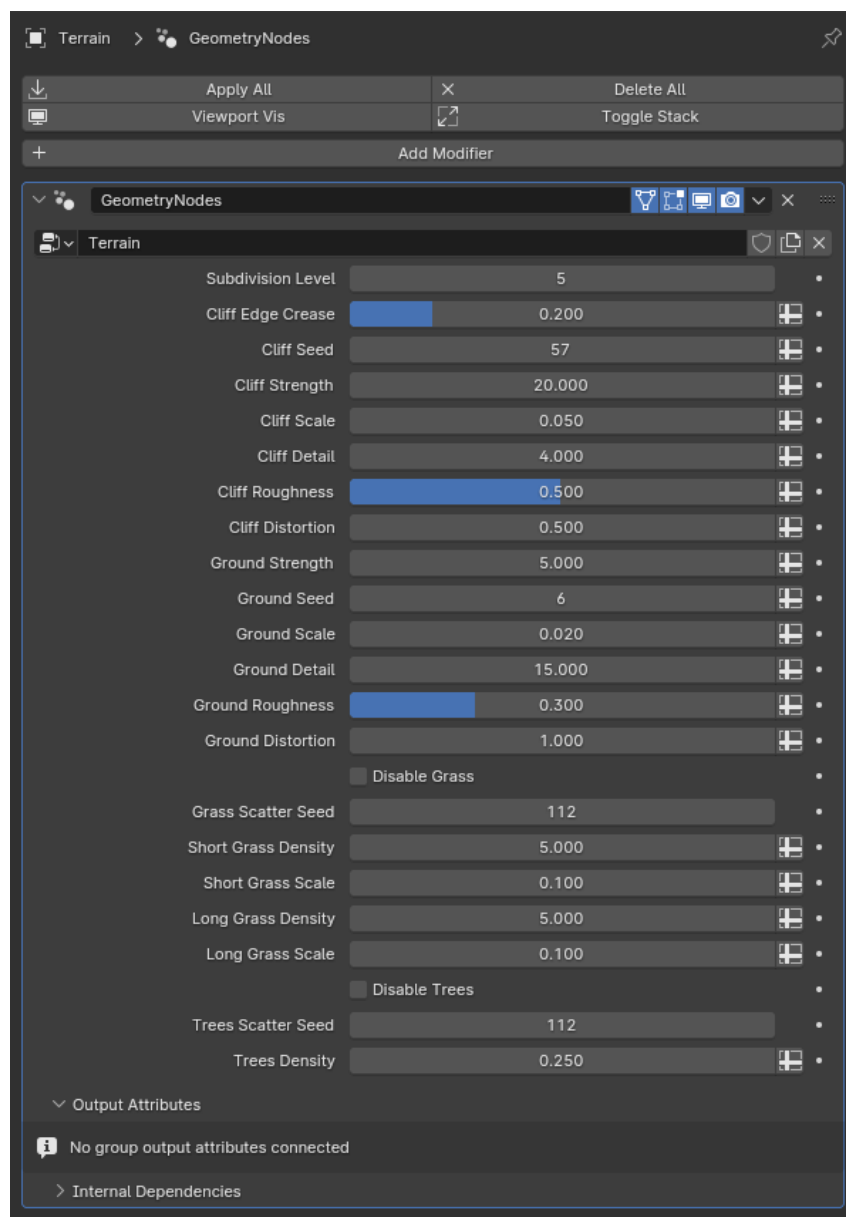 Terrain > GeometryNodes
Apply All Delete All
Viewport Vis Toggle Stack
Add Modifier
GeometryNodes
Terrain
Subdivision Level 5
Cliff Edge Crease 0.200
Cliff Seed 57
Cliff Strength 20.000
Cliff Scale 0.050
Cliff Detail 4.000
Cliff Roughness 0.500
Cliff Distortion 0.500
Ground Strength 5.000
Ground Seed 6
Ground Scale 0.020
Ground Detail 15.000
Ground Roughness 0.300
Ground Distortion 1.000
Disable Grass
Grass Scatter Seed 112
Short Grass Density 5.000
Short Grass Scale 0.100
Long Grass Density 5.000
Long Grass Scale 0.100
Disable Trees
Trees Scatter Seed 112
Trees Density 0.250
Output Attributes
No group output attributes connected
Internal Dependencies